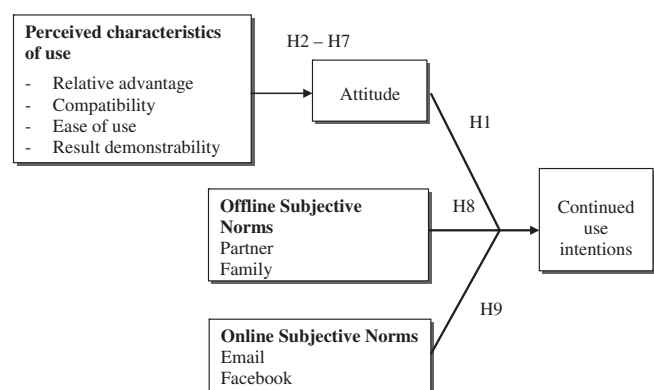 Perceived characteristics
of use
- Relative advantage
- Compatibility
- Ease of use
- Result demonstrability
H2 – H7
Attitude
H1
Offline Subjective
Norms
Partner
Family
H8
Continued
use
intentions
H9
Online Subjective Norms
Email
Facebook